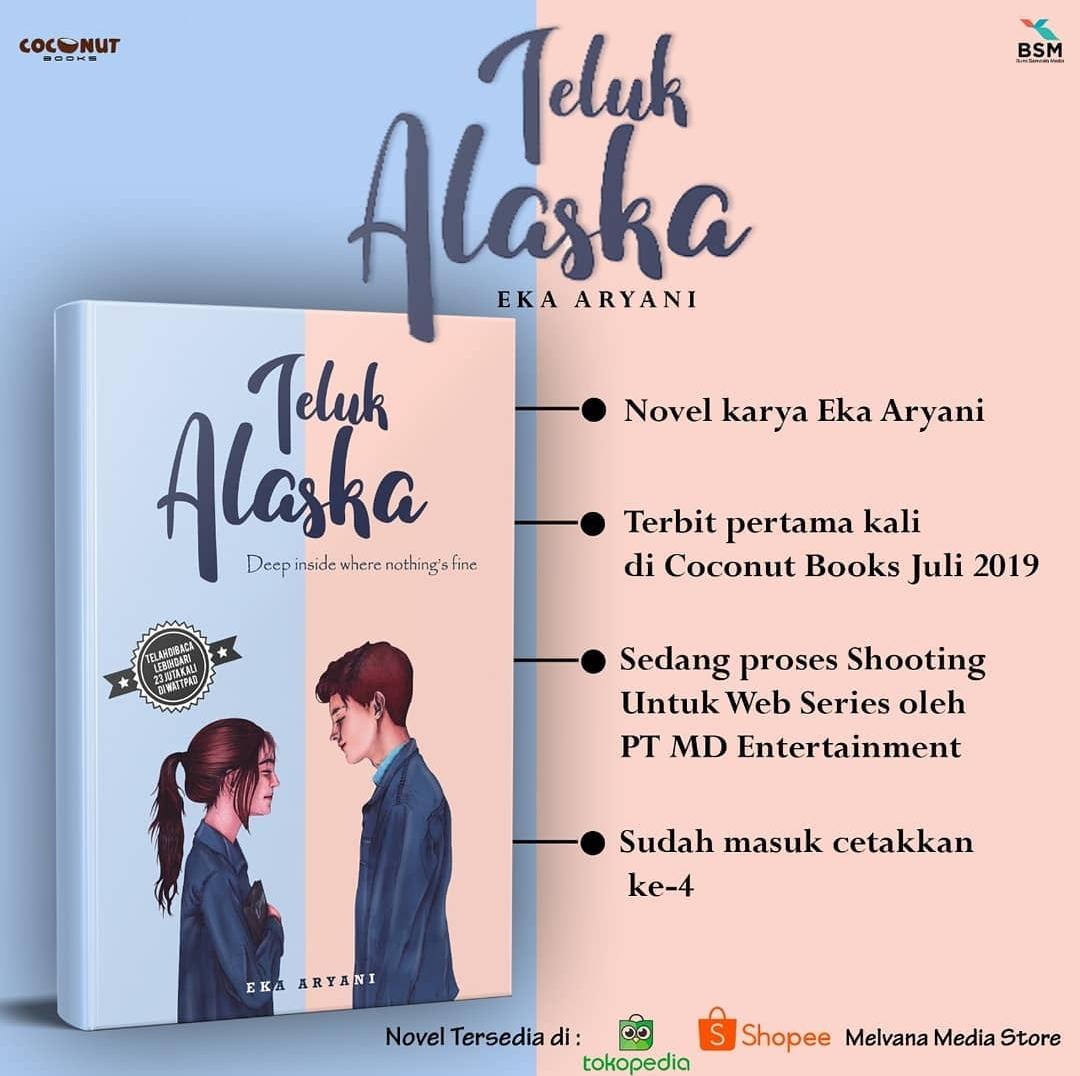 COCONUT
BOOKS
BSM
Teluk
Alaska
EKA ARYANI
Teluk
Alaska
Deep inside where nothing's fine
TELAH DIBACA
LEBIH DARI
23 JUTA KALI
DI WATTPAD
EKA ARYANI
Novel karya Eka Aryani
Terbit pertama kali
di Coconut Books Juli 2019
Sedang proses Shooting
Untuk Web Series oleh
PT MD Entertainment
Sudah masuk cetakkan
ke-4
Novel Tersedia di : tokopedia Shopee Melvana Media Store